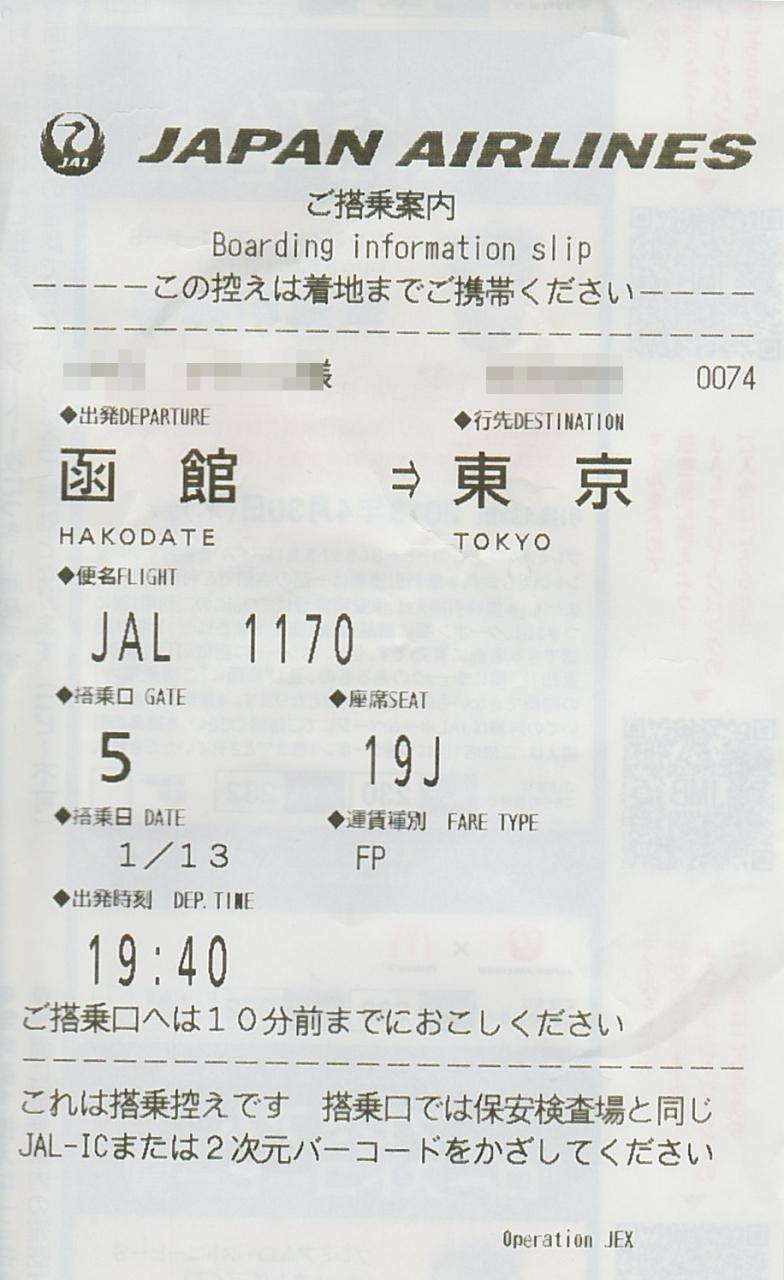 JAL JAPAN AIRLINES
ご搭乗案内
Boarding information slip
----この控えは着地までご携帯ください----
様 0074
◆出発DEPARTURE ◆行先DESTINATION
函 館 ⇒ 東 京
HAKODATE TOKYO
◆便名FLIGHT
JAL 1170
◆搭乗口 GATE ◆座席SEAT
5 19J
◆搭乗日 DATE ◆運賃種別 FARE TYPE
1/13 FP
◆出発時刻 DEP.TIME
19:40
ご搭乗口へは10分前までにおこしください
これは搭乗控えです 搭乗口では保安検査場と同じ
JAL-ICまたは2次元バーコードをかざしてください
Operation JEX